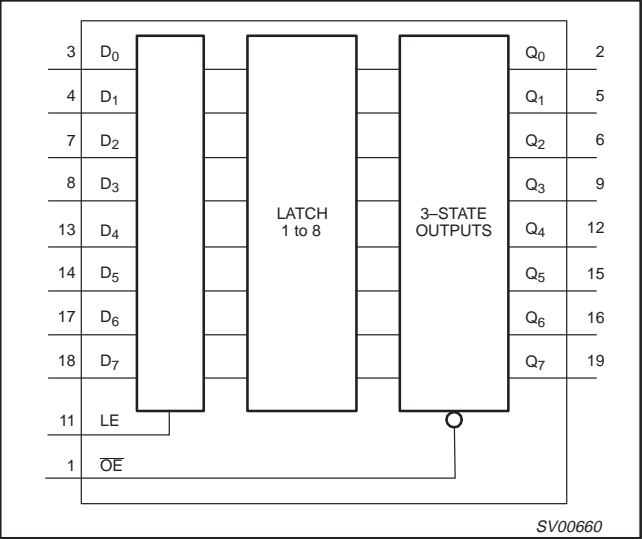 3 D0 Q0 2
4 D1 Q1 5
7 D2 Q2 6
8 D3 Q3 9
LATCH 3–STATE
1 to 8 OUTPUTS
13 D4 Q4 12
14 D5 Q5 15
17 D6 Q6 16
18 D7 Q7 19
11 LE
1 O̅E̅
SV00660